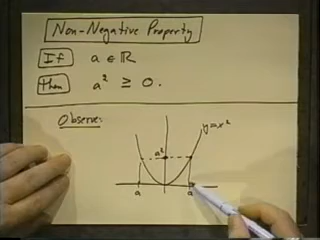 Non-Negative Property
If a ∈ ℝ
then a² ≥ 0.
Observe:
y=x²
a²
a a